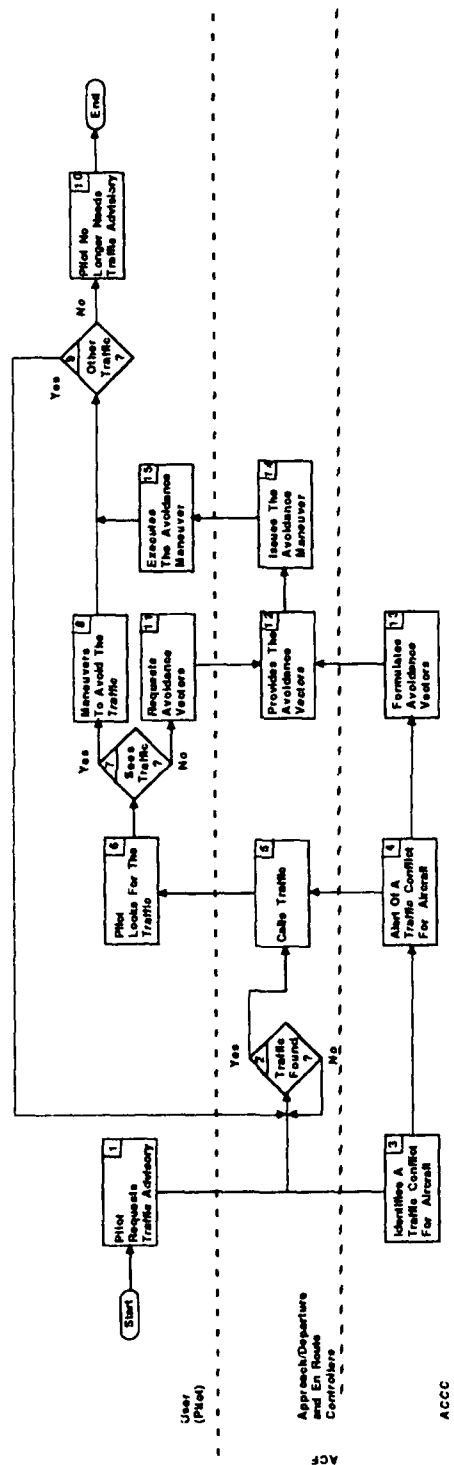 Start
1
Pilot
Requests
Traffic Advisory
User
(Pilot)
6
Pilot
Looks For The
Traffic
7
Sees
Traffic
?
Yes
No
8
Maneuvers
To Avoid The
Traffic
11
Requests
Avoidance
Vectors
15
Executes
The Avoidance
Maneuver
9
Other
Traffic
?
Yes
No
10
Pilot No
Longer Needs
Traffic Advisory
End
Approach/Departure
and En Route
Controllers
ACF
2
Traffic
Found
?
Yes
No
5
Calls Traffic
12
Provides The
Avoidance
Vectors
14
Issues The
Avoidance
Maneuver
ACCC
3
Identifies A
Traffic Conflict
For Aircraft
4
Alert Of A
Traffic Conflict
For Aircraft
13
Formulates
Avoidance
Vectors